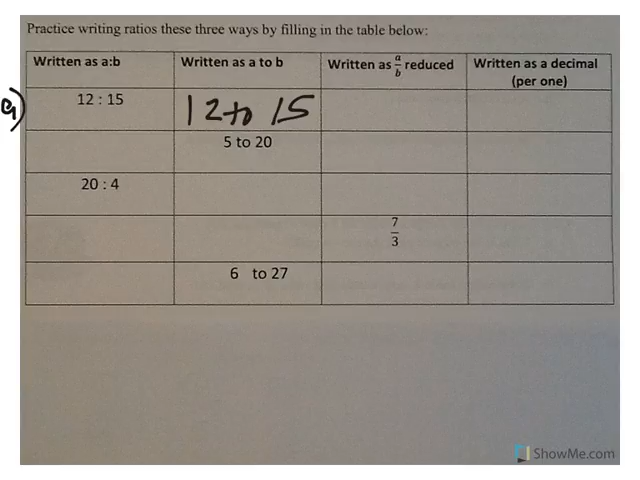 Practice writing ratios these three ways by filling in the table below:
Written as a:b Written as a to b Written as a/b reduced Written as a decimal (per one)
a) 12 : 15 12 to 15
5 to 20
20 : 4
7/3
6 to 27
ShowMe.com